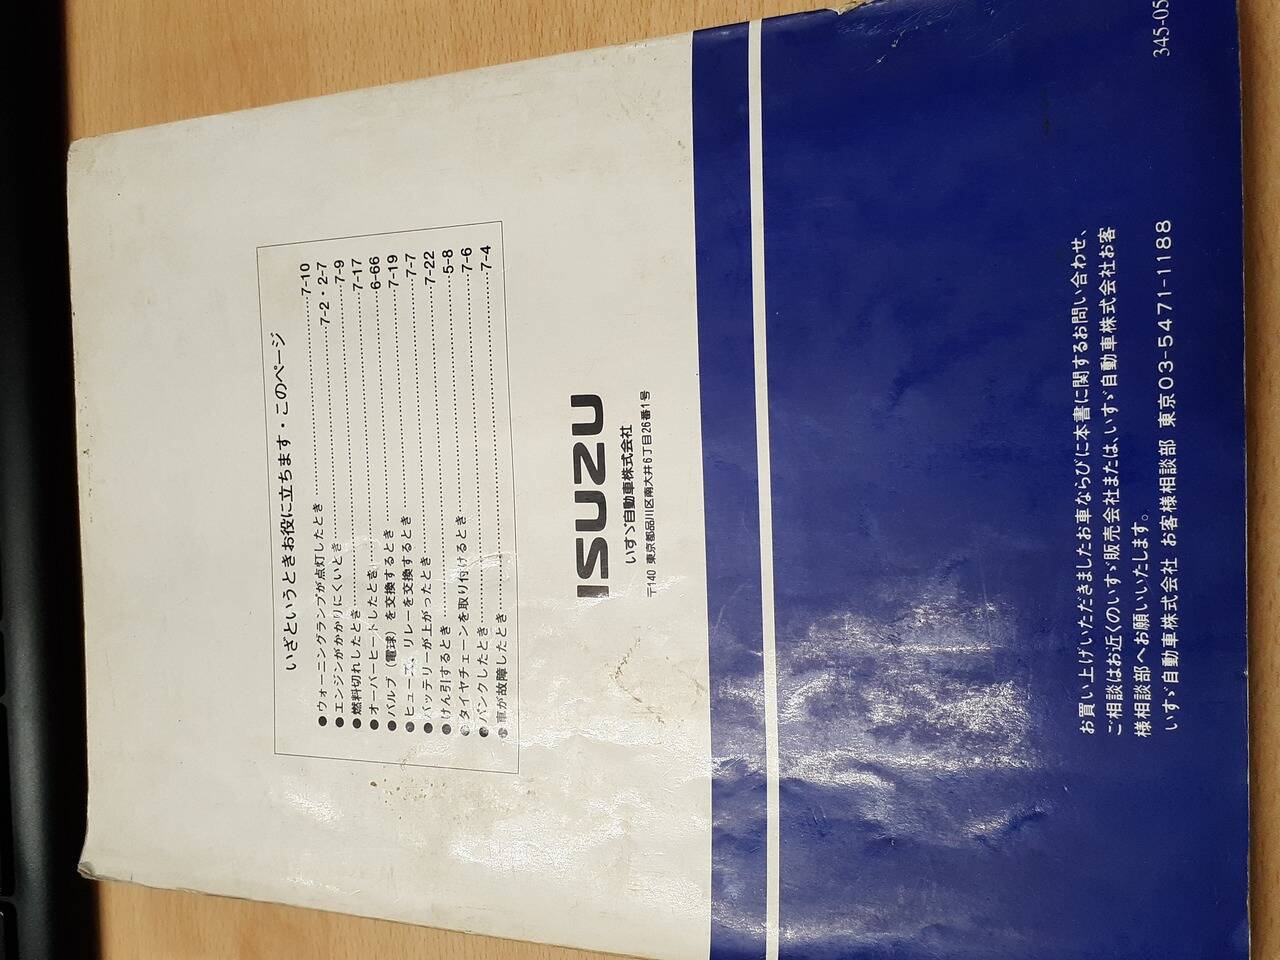 いざというときお役に立ちます・このページ
●ウォーニングランプが点灯したとき……7-10
●エンジンがかかりにくいとき……7-2・2-7
●燃料切れしたとき……7-9
●オーバーヒートしたとき……7-17
●バルブ（電球）を交換するとき……6-66
●ヒューズ、リレーを交換するとき……7-19
●バッテリーが上がったとき……7-7
●けん引するとき……7-22
●タイヤチェーンを取り付けるとき……5-8
●パンクしたとき……7-6
●車が故障したとき……7-4
ISUZU
いすゞ自動車株式会社
〒140 東京都品川区南大井6丁目26番1号
お買い上げいただきましたお車ならびに本書に関するお問い合わせ、
ご相談はお近くのいすゞ販売会社または、いすゞ自動車株式会社お客
様相談部へお願いいたします。
いすゞ自動車株式会社 お客様相談部 東京03-5471-1188
345-05